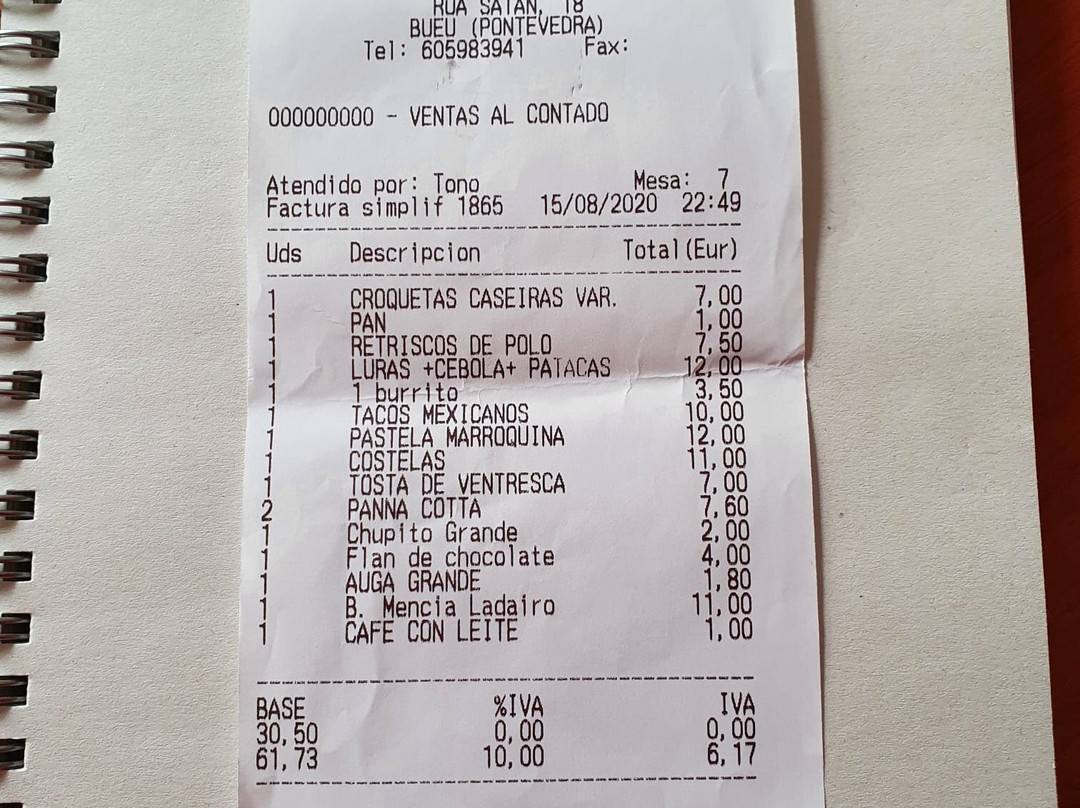 RUA SATAN, 18
BUEU (PONTEVEDRA)
Tel: 605983941 Fax:
000000000 - VENTAS AL CONTADO
Atendido por: Tono Mesa: 7
Factura simplif 1865 15/08/2020 22:49
Uds Descripcion Total(Eur)
1 CROQUETAS CASEIRAS VAR. 7,00
1 PAN 1,00
1 RETRISCOS DE POLO 7,50
1 LURAS +CEBOLA+ PATACAS 12,00
1 1 burrito 3,50
1 TACOS MEXICANOS 10,00
1 PASTELA MARROQUINA 12,00
1 COSTELAS 11,00
1 TOSTA DE VENTRESCA 7,00
2 PANNA COTTA 7,60
1 Chupito Grande 2,00
1 Flan de chocolate 4,00
1 AUGA GRANDE 1,80
1 B. Mencia Ladairo 11,00
1 CAFE CON LEITE 1,00
BASE %IVA IVA
30,50 0,00 0,00
61,73 10,00 6,17